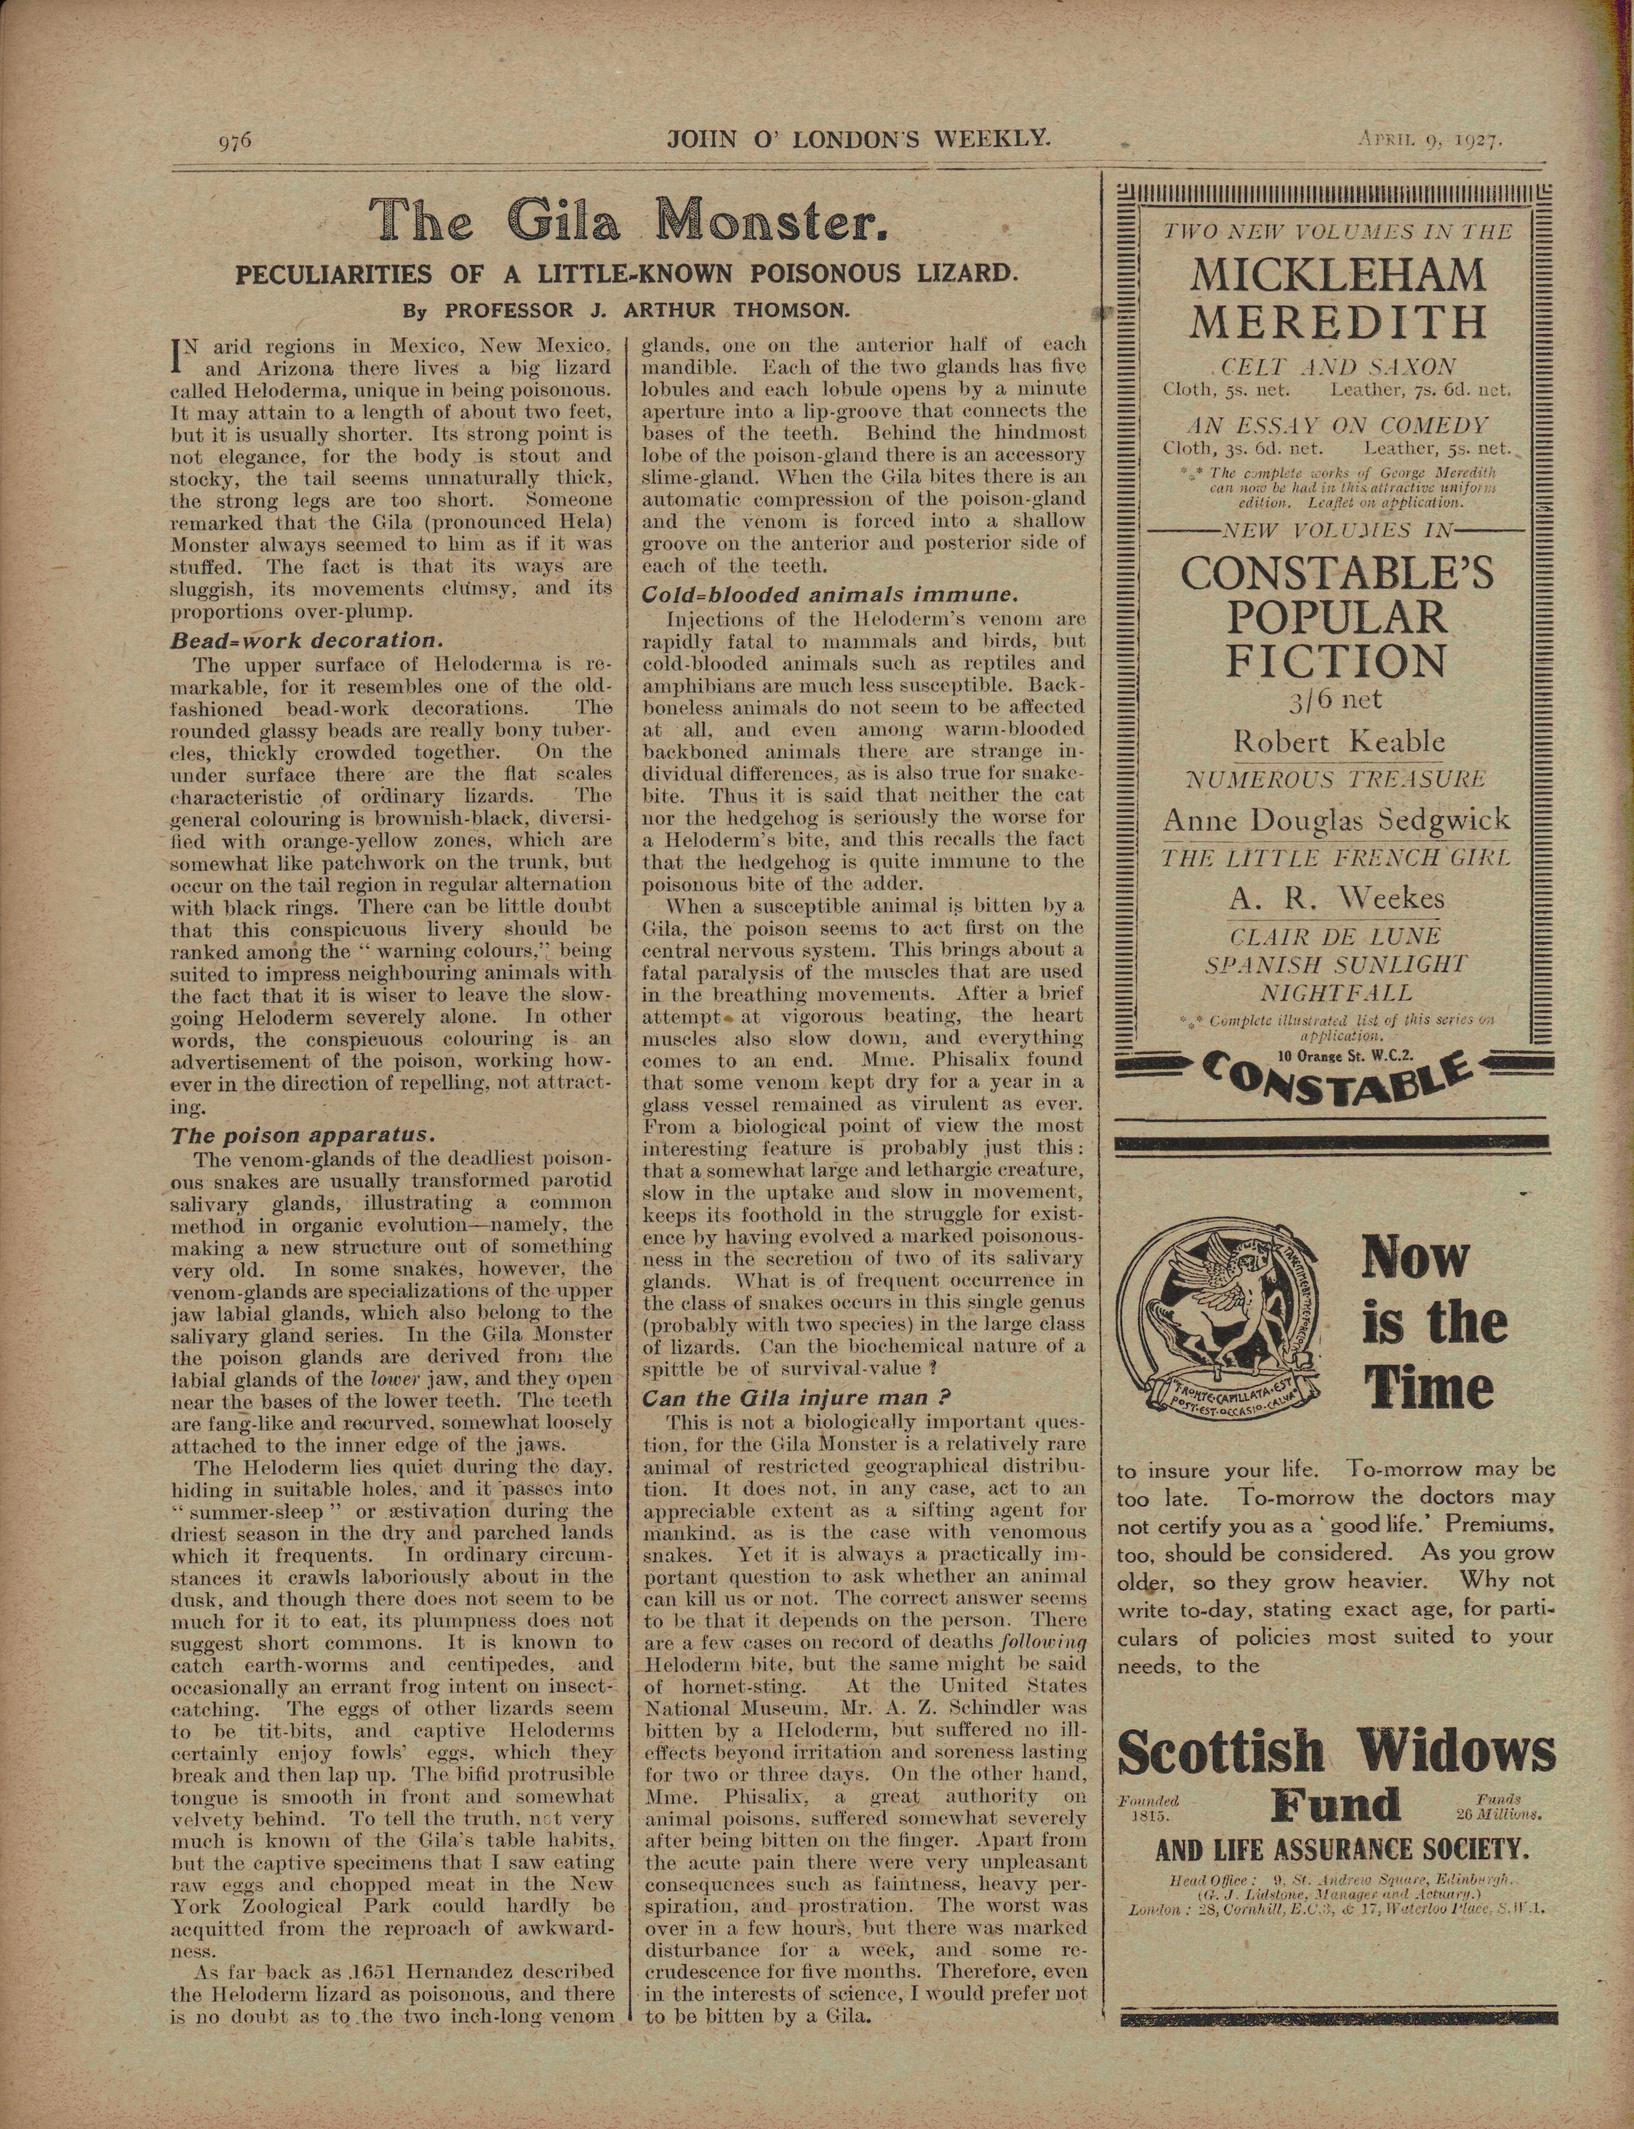 976
JOHN O' LONDON'S WEEKLY.
APRIL 9, 1927.
The Gila Monster.
PECULIARITIES OF A LITTLE-KNOWN POISONOUS LIZARD.
By PROFESSOR J. ARTHUR THOMSON.
IN arid regions in Mexico, New Mexico,
and Arizona there lives a big lizard
called Heloderma, unique in being poisonous.
It may attain to a length of about two feet,
but it is usually shorter. Its strong point is
not elegance, for the body is stout and
stocky, the tail seems unnaturally thick,
the strong legs are too short. Someone
remarked that the Gila (pronounced Hela)
Monster always seemed to him as if it was
stuffed. The fact is that its ways are
sluggish, its movements clumsy, and its
proportions over-plump.
Bead-work decoration.
The upper surface of Heloderma is re-
markable, for it resembles one of the old-
fashioned bead-work decorations. The
rounded glassy beads are really bony tuber-
cles, thickly crowded together. On the
under surface there are the flat scales
characteristic of ordinary lizards. The
general colouring is brownish-black, diversi-
fied with orange-yellow zones, which are
somewhat like patchwork on the trunk, but
occur on the tail region in regular alternation
with black rings. There can be little doubt
that this conspicuous livery should be
ranked among the " warning colours," being
suited to impress neighbouring animals with
the fact that it is wiser to leave the slow-
going Heloderm severely alone. In other
words, the conspicuous colouring is an
advertisement of the poison, working how-
ever in the direction of repelling, not attract-
ing.
The poison apparatus.
The venom-glands of the deadliest poison-
ous snakes are usually transformed parotid
salivary glands, illustrating a common
method in organic evolution—namely, the
making a new structure out of something
very old. In some snakes, however, the
venom-glands are specializations of the upper
jaw labial glands, which also belong to the
salivary gland series. In the Gila Monster
the poison glands are derived from the
labial glands of the lower jaw, and they open
near the bases of the lower teeth. The teeth
are fang-like and recurved, somewhat loosely
attached to the inner edge of the jaws.
The Heloderm lies quiet during the day,
hiding in suitable holes, and it passes into
" summer-sleep " or æstivation during the
driest season in the dry and parched lands
which it frequents. In ordinary circum-
stances it crawls laboriously about in the
dusk, and though there does not seem to be
much for it to eat, its plumpness does not
suggest short commons. It is known to
catch earth-worms and centipedes, and
occasionally an errant frog intent on insect-
catching. The eggs of other lizards seem
to be tit-bits, and captive Heloderms
certainly enjoy fowls' eggs, which they
break and then lap up. The bifid protrusible
tongue is smooth in front and somewhat
velvety behind. To tell the truth, not very
much is known of the Gila's table habits,
but the captive specimens that I saw eating
raw eggs and chopped meat in the New
York Zoological Park could hardly be
acquitted from the reproach of awkward-
ness.
As far back as 1651 Hernandez described
the Heloderm lizard as poisonous, and there
is no doubt as to the two inch-long venom
glands, one on the anterior half of each
mandible. Each of the two glands has five
lobules and each lobule opens by a minute
aperture into a lip-groove that connects the
bases of the teeth. Behind the hindmost
lobe of the poison-gland there is an accessory
slime-gland. When the Gila bites there is an
automatic compression of the poison-gland
and the venom is forced into a shallow
groove on the anterior and posterior side of
each of the teeth.
Cold-blooded animals immune.
Injections of the Heloderm's venom are
rapidly fatal to mammals and birds, but
cold-blooded animals such as reptiles and
amphibians are much less susceptible. Back-
boneless animals do not seem to be affected
at all, and even among warm-blooded
backboned animals there are strange in-
dividual differences, as is also true for snake-
bite. Thus it is said that neither the cat
nor the hedgehog is seriously the worse for
a Heloderm's bite, and this recalls the fact
that the hedgehog is quite immune to the
poisonous bite of the adder.
When a susceptible animal is bitten by a
Gila, the poison seems to act first on the
central nervous system. This brings about a
fatal paralysis of the muscles that are used
in the breathing movements. After a brief
attempt at vigorous beating, the heart
muscles also slow down, and everything
comes to an end. Mme. Phisalix found
that some venom kept dry for a year in a
glass vessel remained as virulent as ever.
From a biological point of view the most
interesting feature is probably just this:
that a somewhat large and lethargic creature,
slow in the uptake and slow in movement,
keeps its foothold in the struggle for exist-
ence by having evolved a marked poisonous-
ness in the secretion of two of its salivary
glands. What is of frequent occurrence in
the class of snakes occurs in this single genus
(probably with two species) in the large class
of lizards. Can the biochemical nature of a
spittle be of survival-value ?
Can the Gila injure man ?
This is not a biologically important ques-
tion, for the Gila Monster is a relatively rare
animal of restricted geographical distribu-
tion. It does not, in any case, act to an
appreciable extent as a sifting agent for
mankind, as is the case with venomous
snakes. Yet it is always a practically im-
portant question to ask whether an animal
can kill us or not. The correct answer seems
to be that it depends on the person. There
are a few cases on record of deaths following
Heloderm bite, but the same might be said
of hornet-sting. At the United States
National Museum, Mr. A. Z. Schindler was
bitten by a Heloderm, but suffered no ill-
effects beyond irritation and soreness lasting
for two or three days. On the other hand,
Mme. Phisalix, a great authority on
animal poisons, suffered somewhat severely
after being bitten on the finger. Apart from
the acute pain there were very unpleasant
consequences such as faintness, heavy per-
spiration, and prostration. The worst was
over in a few hours, but there was marked
disturbance for a week, and some re-
crudescence for five months. Therefore, even
in the interests of science, I would prefer not
to be bitten by a Gila.
TWO NEW VOLUMES IN THE
MICKLEHAM
MEREDITH
CELT AND SAXON
Cloth, 5s. net. Leather, 7s. 6d. net.
AN ESSAY ON COMEDY
Cloth, 3s. 6d. net. Leather, 5s. net.
*** The complete works of George Meredith
can now be had in this attractive uniform
edition. Leaflet on application.
NEW VOLUMES IN
CONSTABLE'S
POPULAR
FICTION
3/6 net
Robert Keable
NUMEROUS TREASURE
Anne Douglas Sedgwick
THE LITTLE FRENCH GIRL
A. R. Weekes
CLAIR DE LUNE
SPANISH SUNLIGHT
NIGHTFALL
*** Complete illustrated list of this series on
application.
10 Orange St. W.C.2.
CONSTABLE
Now
is the
Time
FRONTE·CAPILLATA·EST
POST·EST·OCCASIO·CALVA
to insure your life. To-morrow may be
too late. To-morrow the doctors may
not certify you as a 'good life.' Premiums,
too, should be considered. As you grow
older, so they grow heavier. Why not
write to-day, stating exact age, for parti-
culars of policies most suited to your
needs, to the
Scottish Widows
Fund
Founded
1815.
Funds
26 Millions.
AND LIFE ASSURANCE SOCIETY.
Head Office : 9, St. Andrew Square, Edinburgh.
(G. J. Lidstone, Manager and Actuary.)
London : 28, Cornhill, E.C.3, & 17, Waterloo Place, S.W.1.